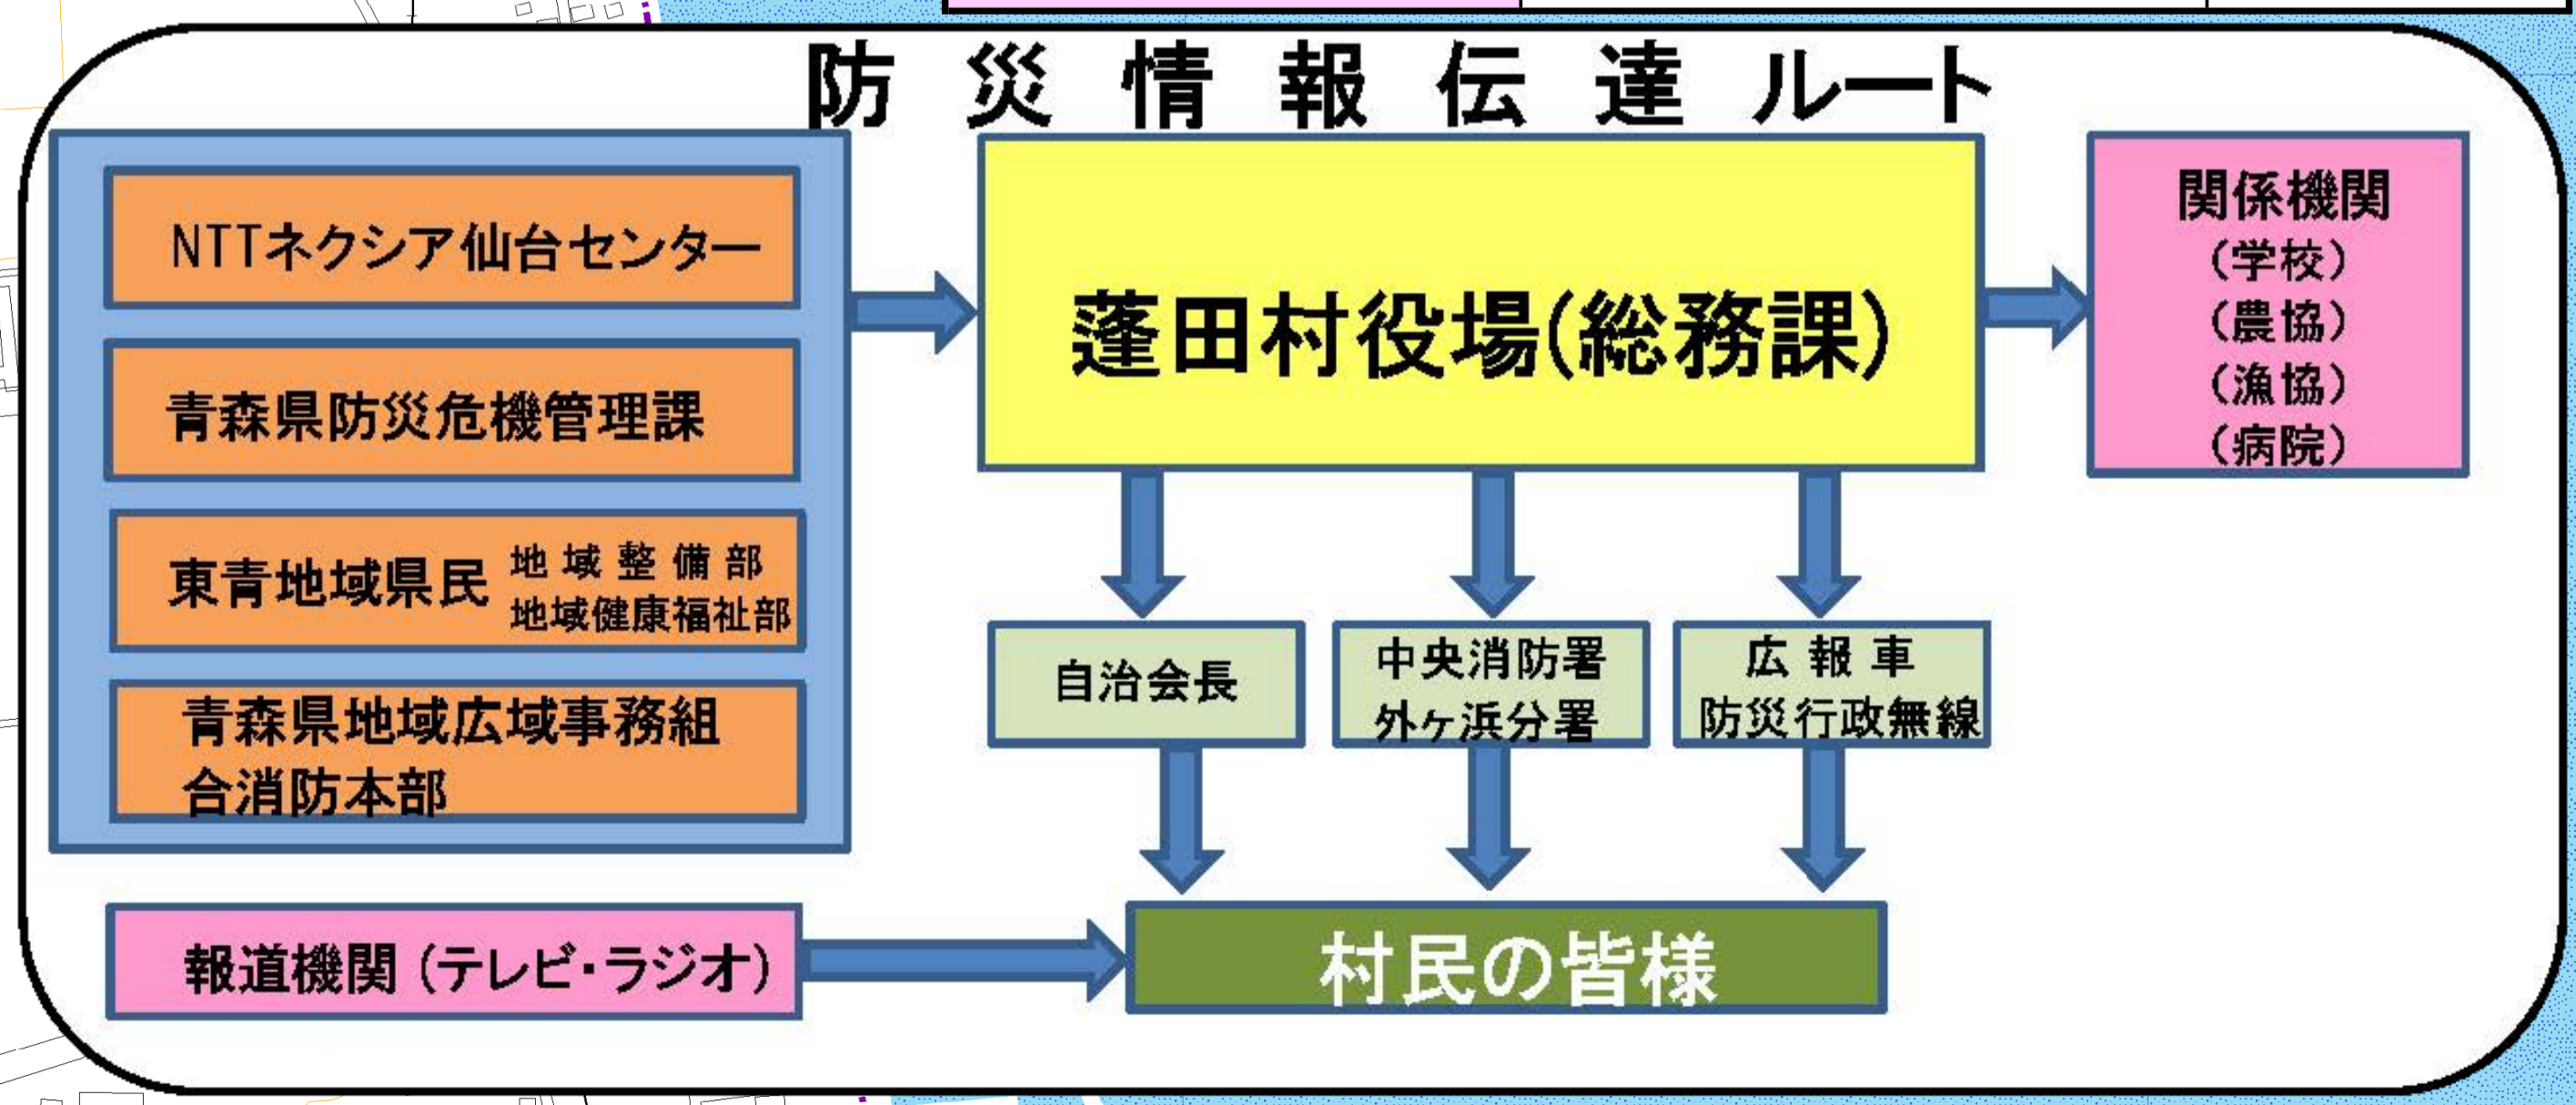 防災情報伝達ルート
NTTネクシア仙台センター
青森県防災危機管理課
東青地域県民
地域整備部
地域健康福祉部
青森県地域広域事務組
合消防本部
報道機関（テレビ・ラジオ）
蓬田村役場(総務課)
関係機関
（学校）
（農協）
（漁協）
（病院）
自治会長
中央消防署
外ヶ浜分署
広報車
防災行政無線
村民の皆様